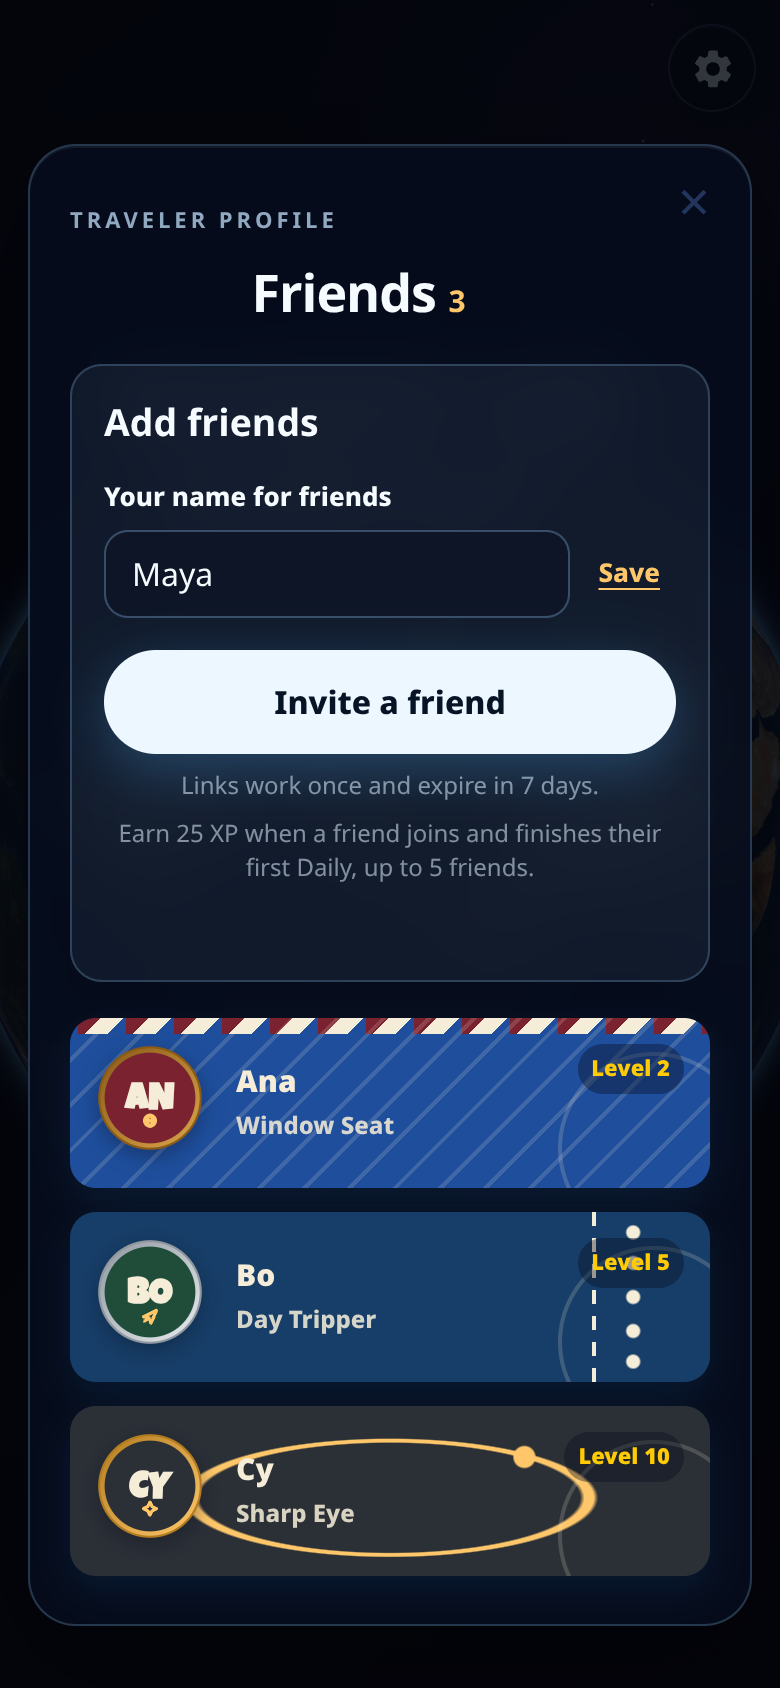 TRAVELER PROFILE
Friends 3
Add friends
Your name for friends
Maya
Save
Invite a friend
Links work once and expire in 7 days.
Earn 25 XP when a friend joins and finishes their
first Daily, up to 5 friends.
AN
Ana
Window Seat
Level 2
BO
Bo
Day Tripper
Level 5
CY
Cy
Sharp Eye
Level 10